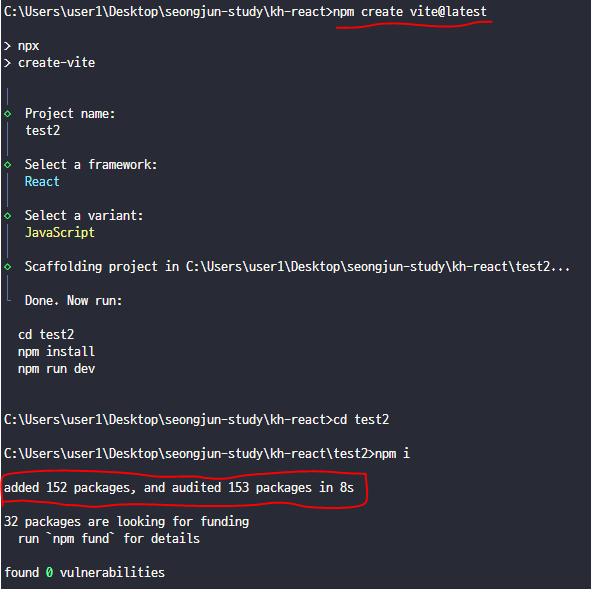 C:\Users\user1\Desktop\seongjun-study\kh-react>npm create vite@latest
> npx
> create-vite
Project name:
test2
Select a framework:
React
Select a variant:
JavaScript
Scaffolding project in C:\Users\user1\Desktop\seongjun-study\kh-react\test2...
Done. Now run:
cd test2
npm install
npm run dev
C:\Users\user1\Desktop\seongjun-study\kh-react>cd test2
C:\Users\user1\Desktop\seongjun-study\kh-react\test2>npm i
added 152 packages, and audited 153 packages in 8s
32 packages are looking for funding
run `npm fund` for details
found 0 vulnerabilities